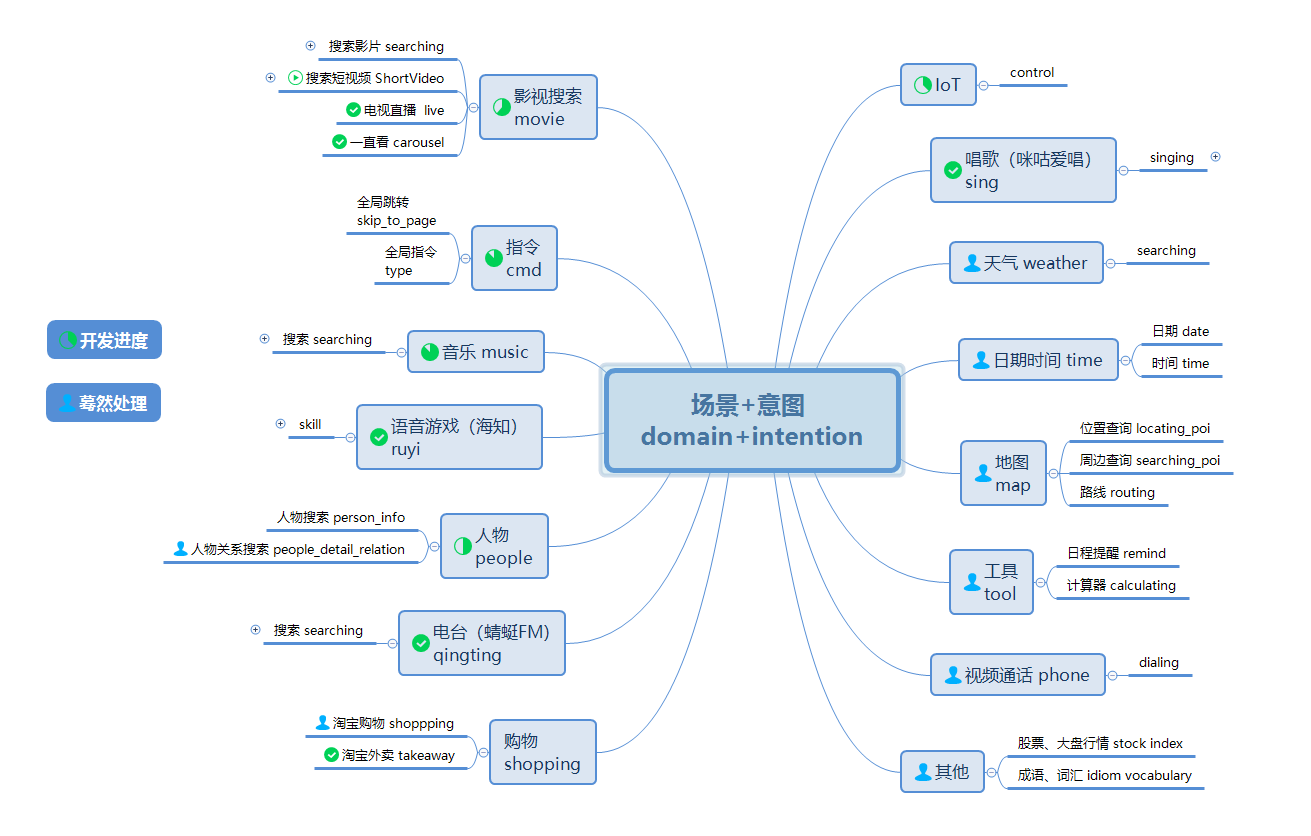 场景+意图
domain+intention
影视搜索
movie
搜索影片 searching
搜索短视频 ShortVideo
电视直播 live
一直看 carousel
指令
cmd
全局跳转
skip_to_page
全局指令
type
音乐 music
搜索 searching
语音游戏（海知）
ruyi
skill
人物
people
人物搜索 person_info
人物关系搜索 people_detail_relation
电台（蜻蜓FM）
qingting
搜索 searching
购物
shopping
淘宝购物 shoppping
淘宝外卖 takeaway
开发进度
蓦然处理
IoT
control
唱歌（咪咕爱唱）
sing
singing
天气 weather
searching
日期时间 time
日期 date
时间 time
地图
map
位置查询 locating_poi
周边查询 searching_poi
路线 routing
工具
tool
日程提醒 remind
计算器 calculating
视频通话 phone
dialing
其他
股票、大盘行情 stock index
成语、词汇 idiom vocabulary